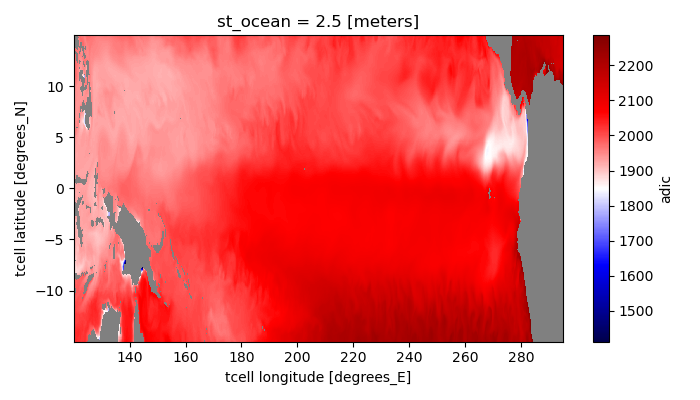 st_ocean = 2.5 [meters]
10
5
0
−5
−10
tcell latitude [degrees_N]
140 160 180 200 220 240 260 280
tcell longitude [degrees_E]
2200
2100
2000
1900
1800
1700
1600
1500
adic